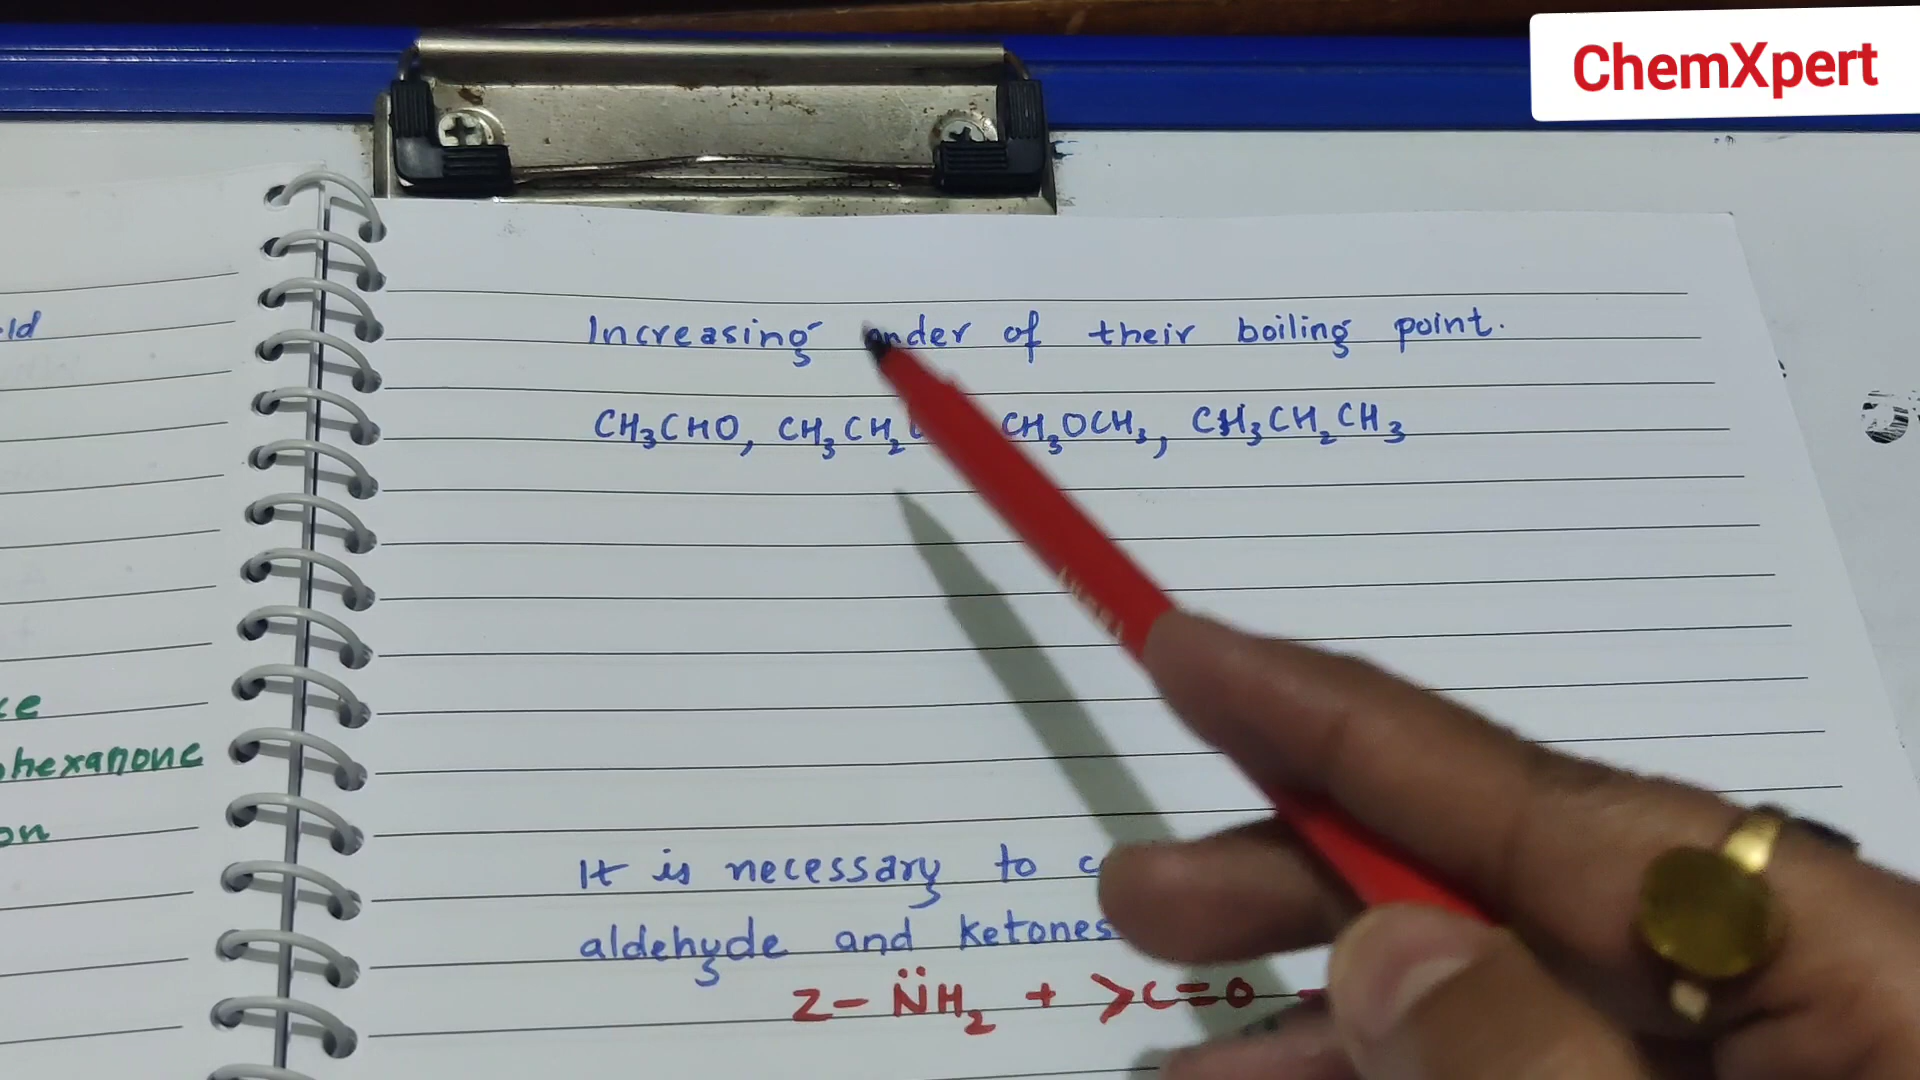 ChemXpert
Increasing order of their boiling point.
CH₃CHO, CH₃CH₂ CH₃OCH₃, CH₃CH₂CH₃
It is necessary to
aldehyde and ketones
Z-N̈H₂ + >C=O
ld
ce
hexanone
on